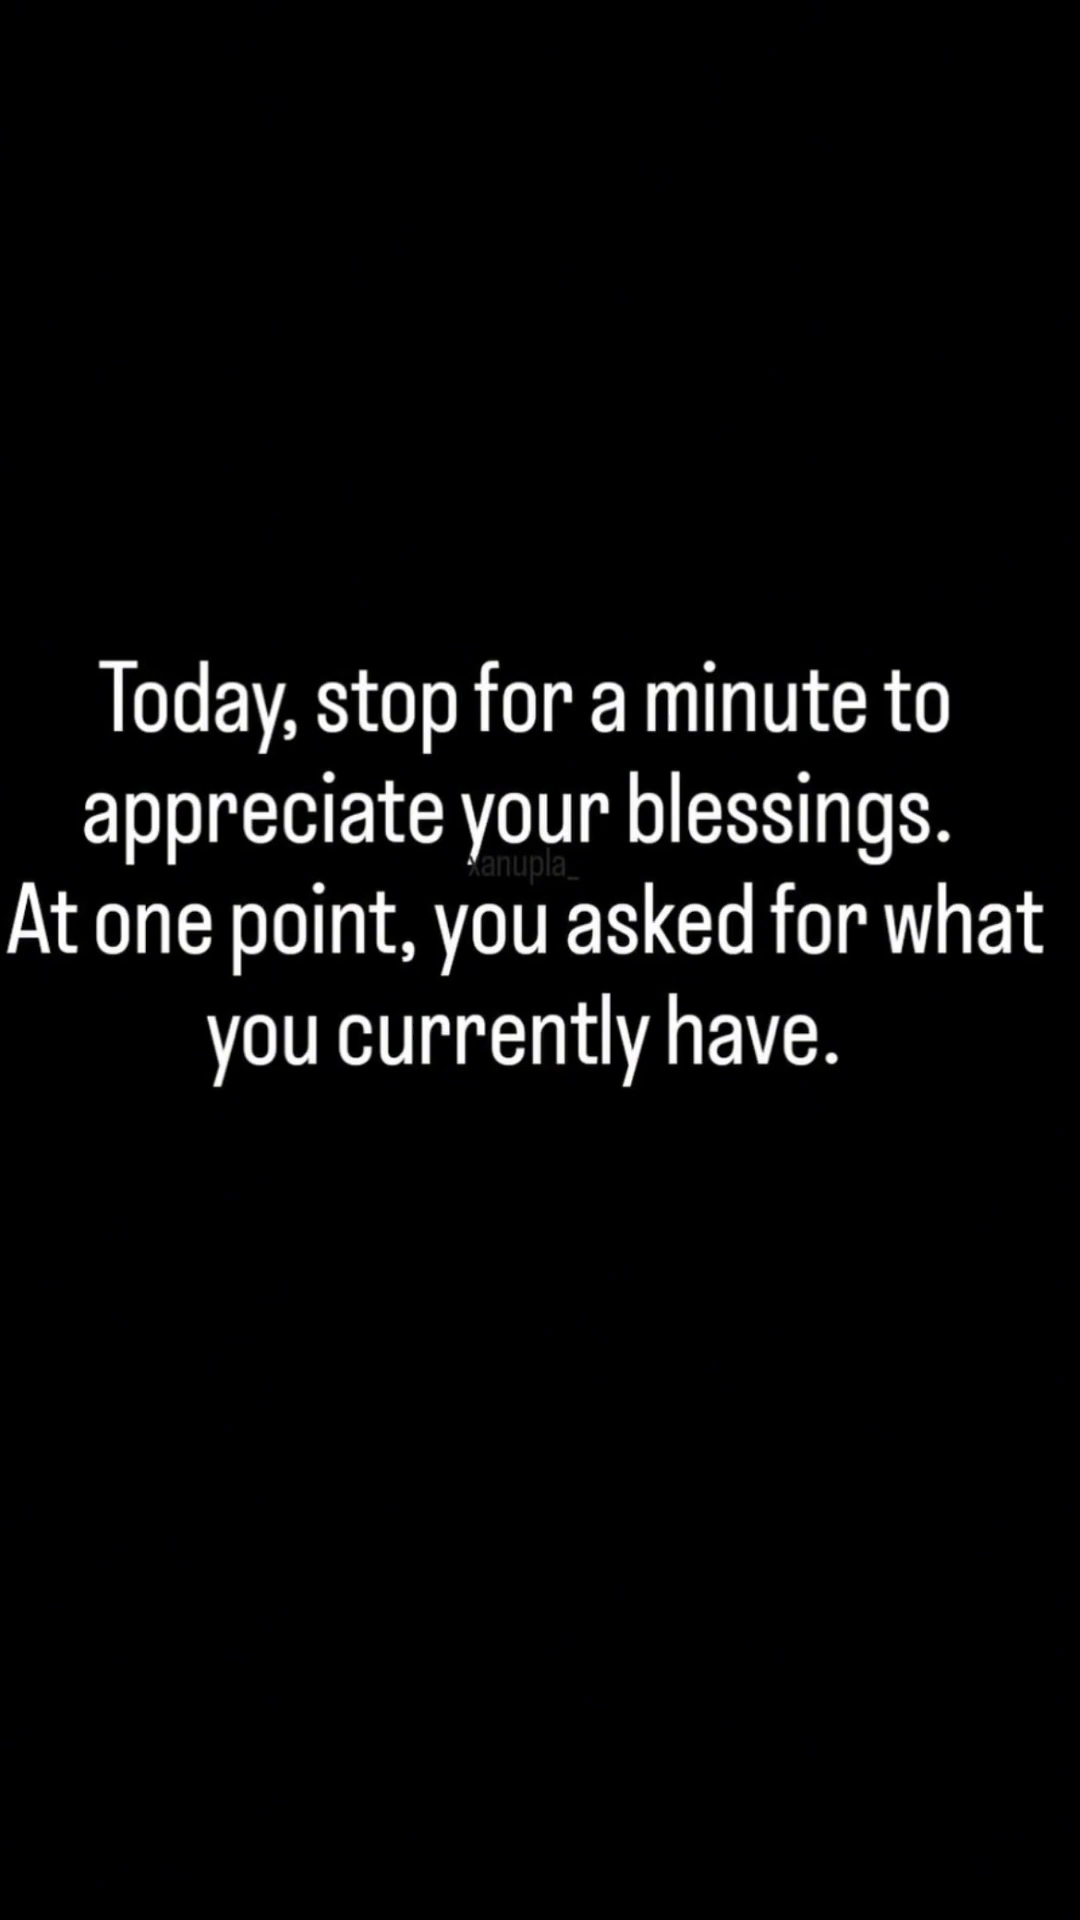 Today, stop for a minute to
appreciate your blessings.
xanupla_
At one point, you asked for what
you currently have.